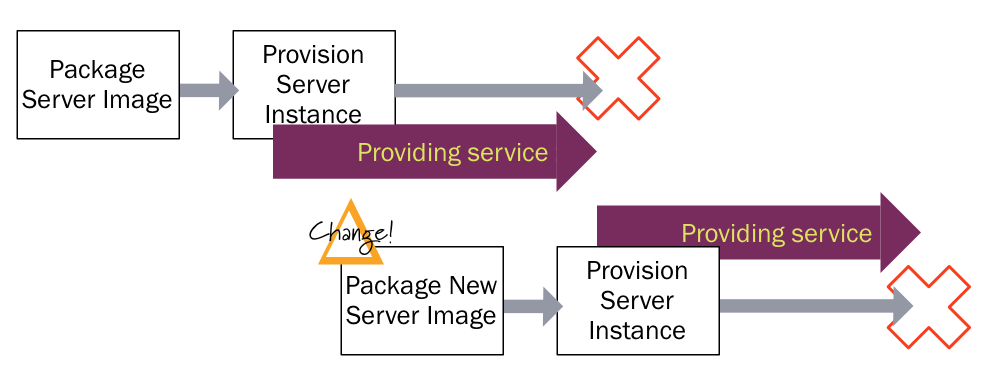 Package
Server Image
Provision
Server
Instance
Providing service
Change!
Package New
Server Image
Provision
Server
Instance
Providing service